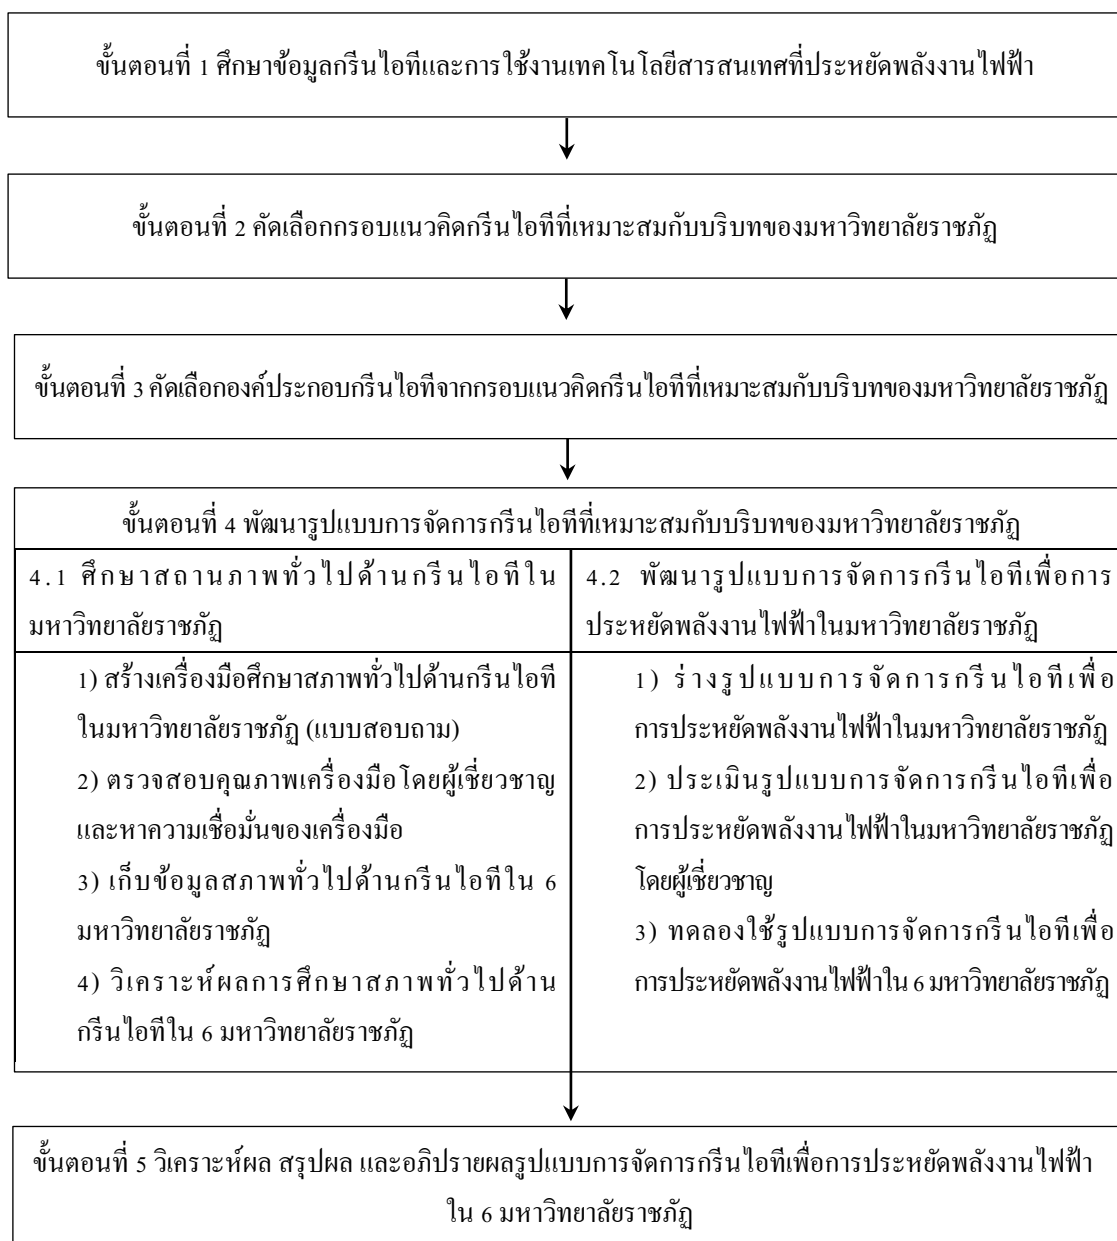 ขั้นตอนที่ 1 ศึกษาข้อมูลกรีนไอทีและการใช้งานเทคโนโลยีสารสนเทศที่ประหยัดพลังงานไฟฟ้า
ขั้นตอนที่ 2 คัดเลือกกรอบแนวคิดกรีนไอทีที่เหมาะสมกับบริบทของมหาวิทยาลัยราชภัฏ
ขั้นตอนที่ 3 คัดเลือกองค์ประกอบกรีนไอทีจากกรอบแนวคิดกรีนไอทีที่เหมาะสมกับบริบทของมหาวิทยาลัยราชภัฏ
ขั้นตอนที่ 4 พัฒนารูปแบบการจัดการกรีนไอทีที่เหมาะสมกับบริบทของมหาวิทยาลัยราชภัฏ
4.1 ศึกษาสถานภาพทั่วไปด้านกรีนไอทีใน
มหาวิทยาลัยราชภัฏ
1) สร้างเครื่องมือศึกษาสภาพทั่วไปด้านกรีนไอที
ในมหาวิทยาลัยราชภัฏ (แบบสอบถาม)
2) ตรวจสอบคุณภาพเครื่องมือโดยผู้เชี่ยวชาญ
และหาความเชื่อมั่นของเครื่องมือ
3) เก็บข้อมูลสภาพทั่วไปด้านกรีนไอทีใน 6
มหาวิทยาลัยราชภัฏ
4) วิเคราะห์ผลการศึกษาสภาพทั่วไปด้าน
กรีนไอทีใน 6 มหาวิทยาลัยราชภัฏ
4.2 พัฒนารูปแบบการจัดการกรีนไอทีเพื่อการ
ประหยัดพลังงานไฟฟ้าในมหาวิทยาลัยราชภัฏ
1) ร่างรูปแบบการจัดการกรีนไอทีเพื่อ
การประหยัดพลังงานไฟฟ้าในมหาวิทยาลัยราชภัฏ
2) ประเมินรูปแบบการจัดการกรีนไอทีเพื่อ
การประหยัดพลังงานไฟฟ้าในมหาวิทยาลัยราชภัฏ
โดยผู้เชี่ยวชาญ
3) ทดลองใช้รูปแบบการจัดการกรีนไอทีเพื่อ
การประหยัดพลังงานไฟฟ้าใน 6 มหาวิทยาลัยราชภัฏ
ขั้นตอนที่ 5 วิเคราะห์ผล สรุปผล และอภิปรายผลรูปแบบการจัดการกรีนไอทีเพื่อการประหยัดพลังงานไฟฟ้า
ใน 6 มหาวิทยาลัยราชภัฏ